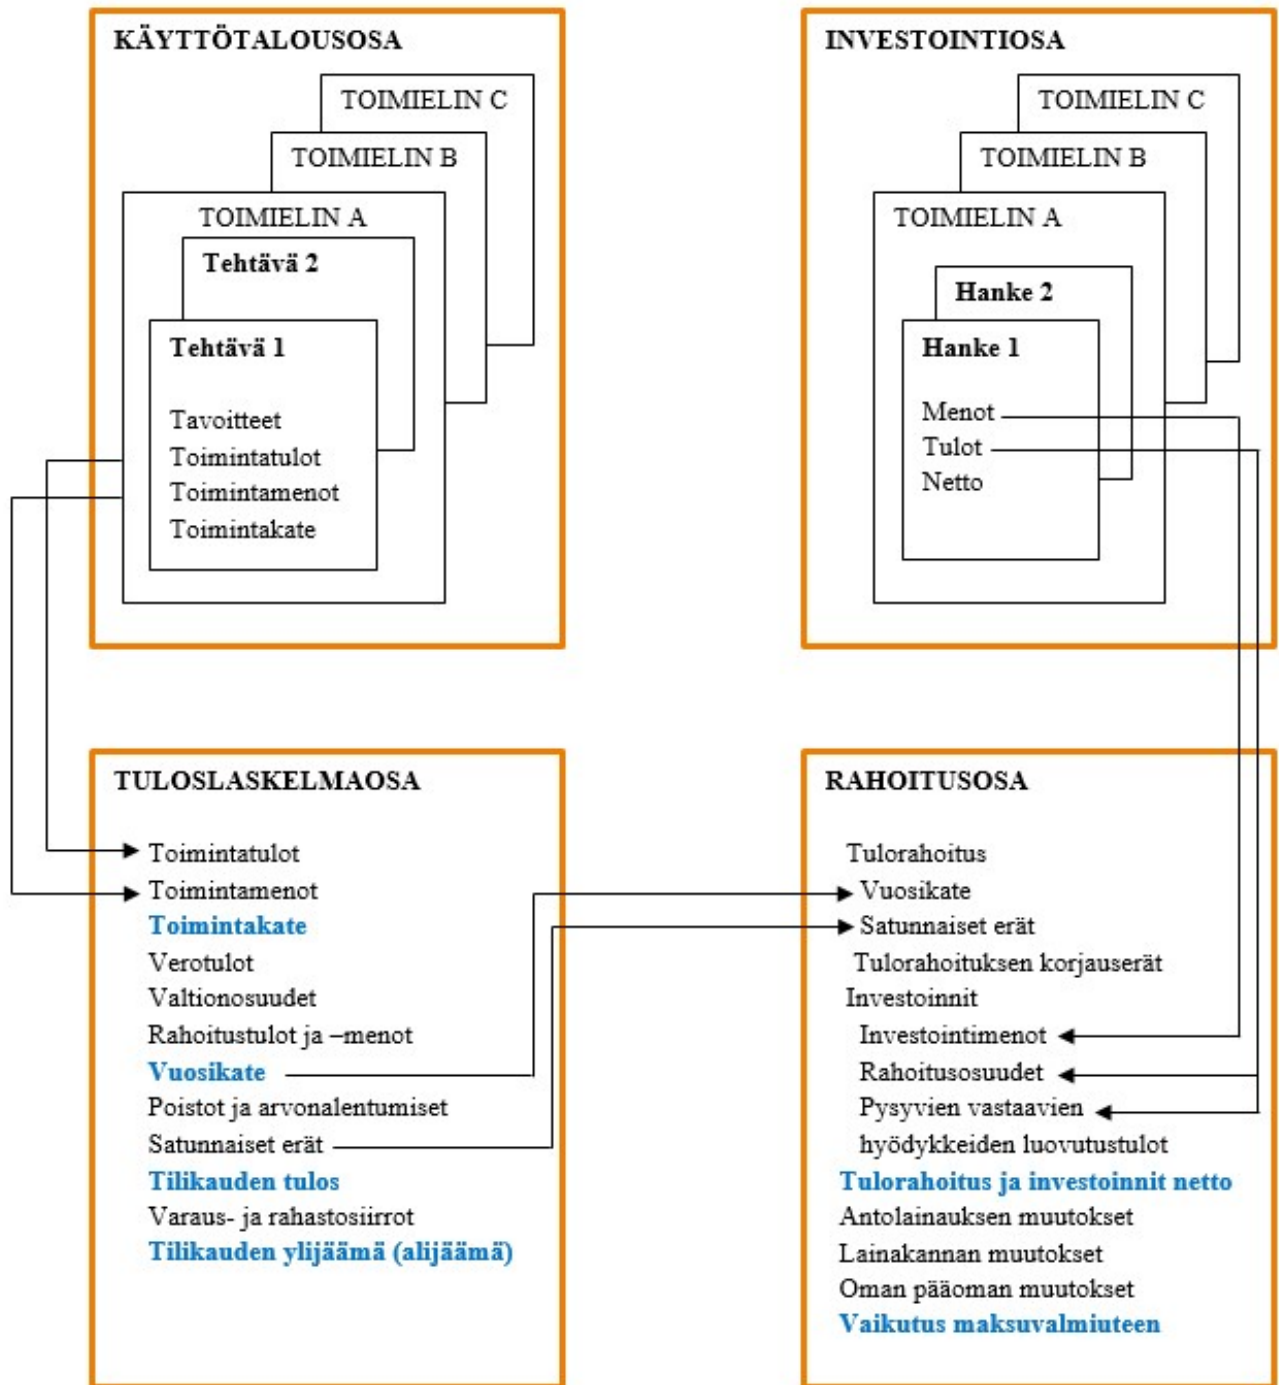 KÄYTTÖTALOUSOSA
TOIMIELIN C
TOIMIELIN B
TOIMIELIN A
Tehtävä 2
Tehtävä 1
Tavoitteet
Toimintatulot
Toimintamenot
Toimintakate
INVESTOINTIOSA
TOIMIELIN C
TOIMIELIN B
TOIMIELIN A
Hanke 2
Hanke 1
Menot
Tulot
Netto
TULOSLASKELMAOSA
Toimintatulot
Toimintamenot
Toimintakate
Verotulot
Valtionosuudet
Rahoitustulot ja –menot
Vuosikate
Poistot ja arvonalentumiset
Satunnaiset erät
Tilikauden tulos
Varaus- ja rahastosiirrot
Tilikauden ylijäämä (alijäämä)
RAHOITUSOSA
Tulorahoitus
Vuosikate
Satunnaiset erät
Tulorahoituksen korjauserät
Investoinnit
Investointimenot
Rahoitusosuudet
Pysyvien vastaavien
hyödykkeiden luovutustulot
Tulorahoitus ja investoinnit netto
Antolainauksen muutokset
Lainakannan muutokset
Oman pääoman muutokset
Vaikutus maksuvalmiuteen